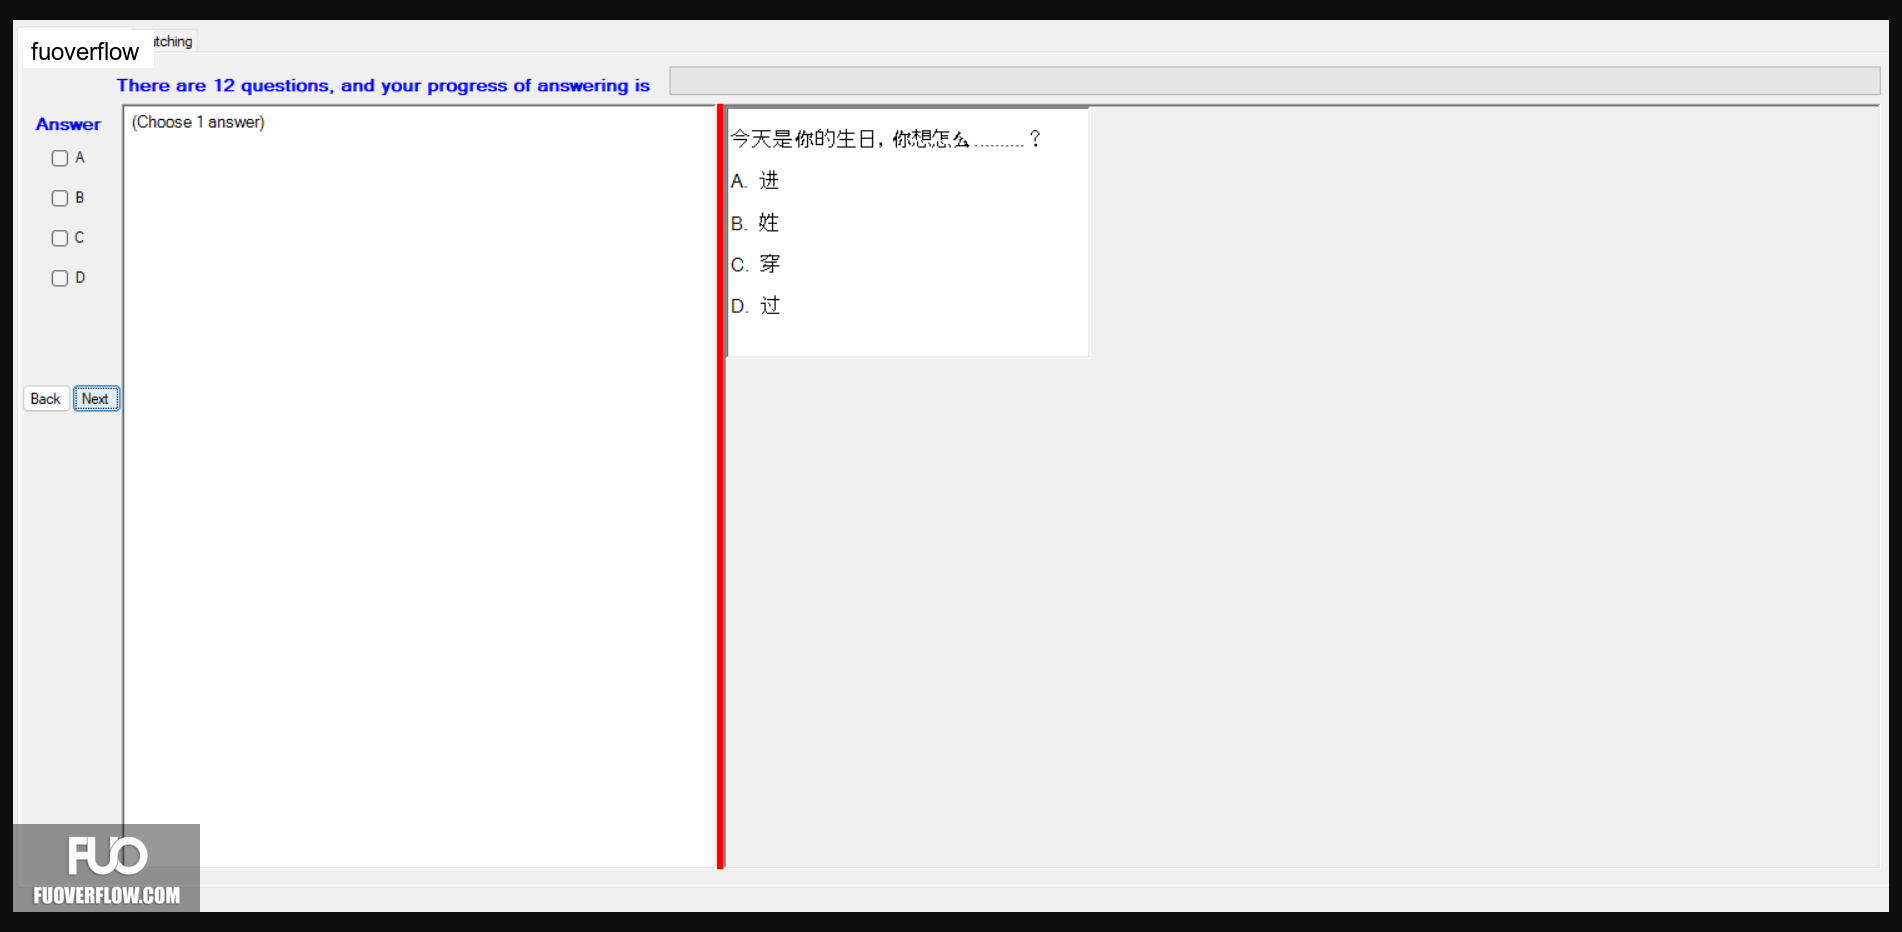 fuoverflow
tching
There are 12 questions, and your progress of answering is
Answer
A
B
C
D
Back Next
(Choose 1 answer)
今天是你的生日，你想怎么.........？
A. 进
B. 姓
C. 穿
D. 过
FUO
FUOVERFLOW.COM